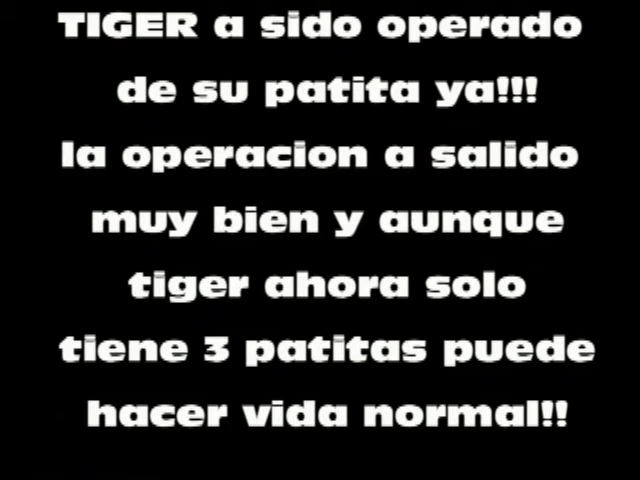 TIGER a sido operado
de su patita ya!!!
la operacion a salido
muy bien y aunque
tiger ahora solo
tiene 3 patitas puede
hacer vida normal!!